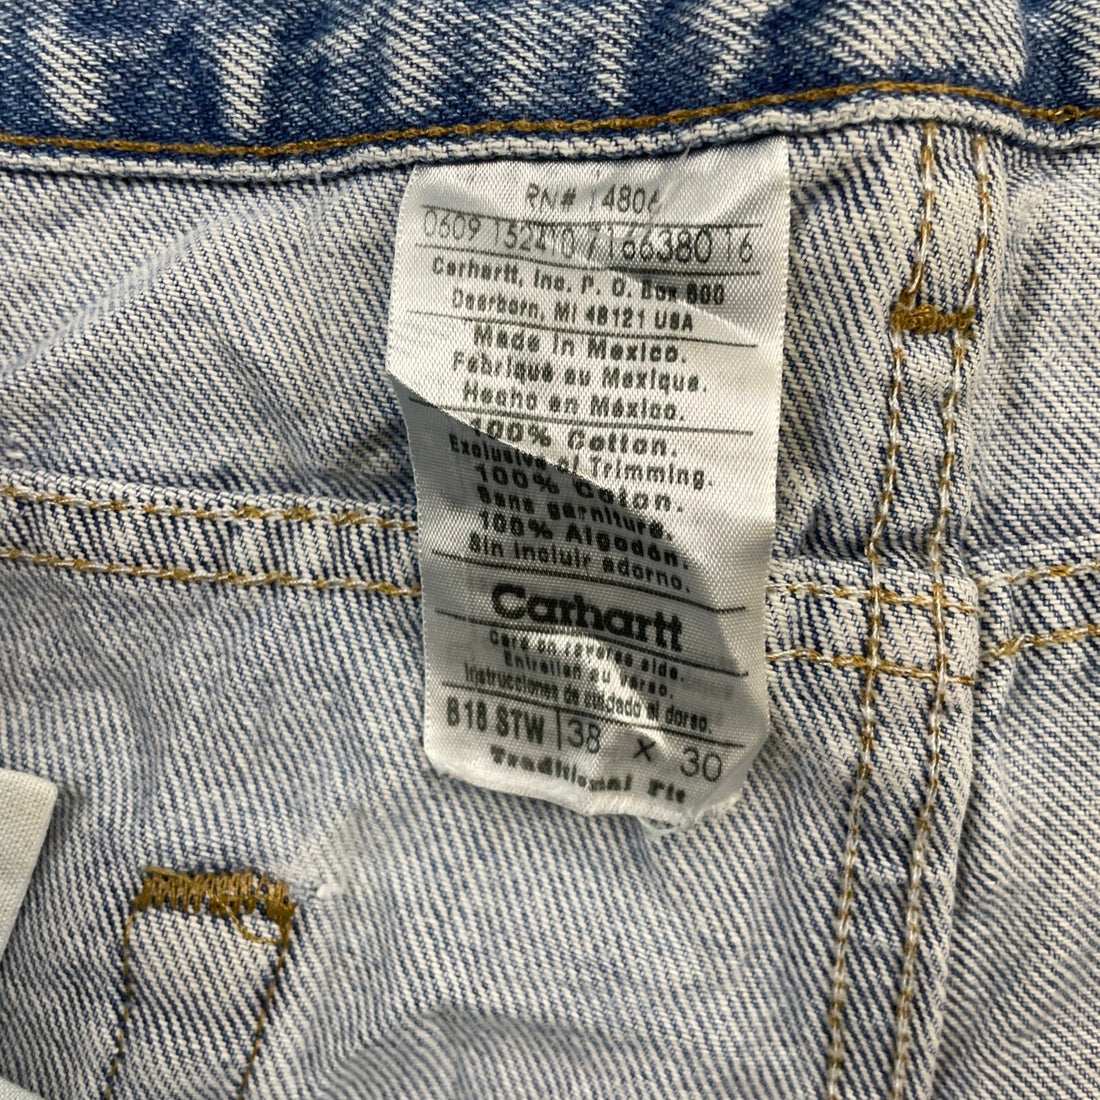 RN# 14806
0609 152410 7166380 16
Carhartt, Inc. P. O. Box 600
Dearborn, MI 48121 USA
Made in Mexico.
Fabriqué au Mexique.
Hecho en México.
100% Cotton.
Exclusive of Trimming.
100% Coton.
Sans garniture.
100% Algodón.
Sin incluir adorno.
Carhartt
Care on reverse side.
Entretien au verso.
Instrucciones de cuidado al dorso.
B18 STW 38 x 30
Traditional Fit